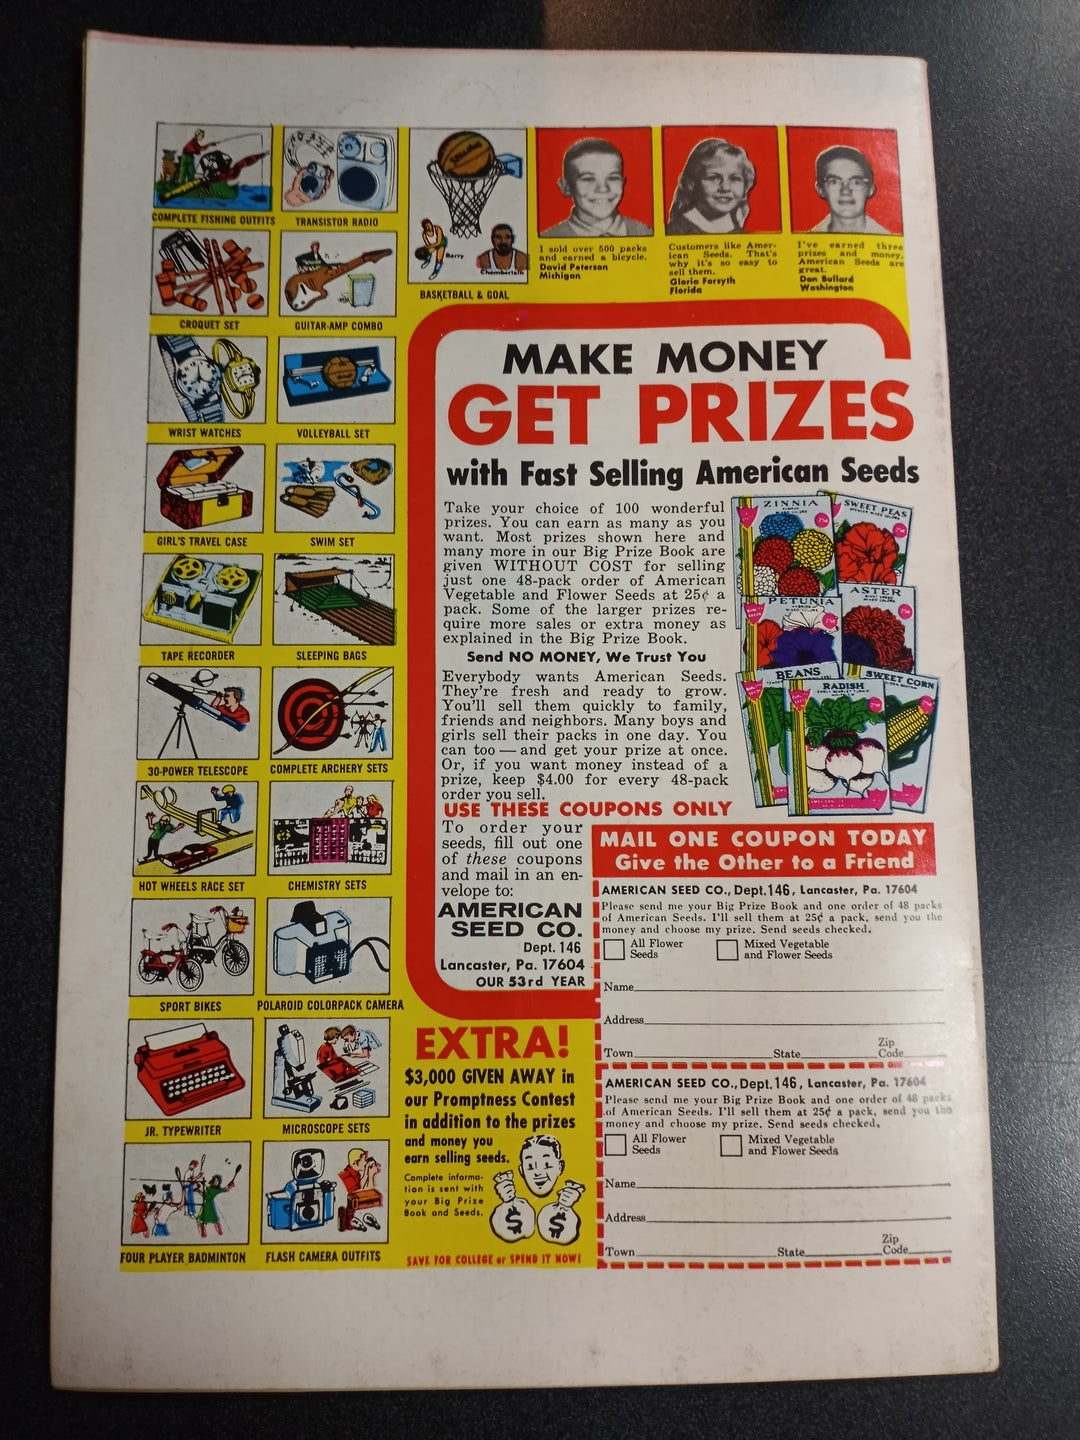 COMPLETE FISHING OUTFITS
TRANSISTOR RADIO
SPALDING
Barry
Chamberlain
BASKETBALL & GOAL
I sold over 500 packs
and earned a bicycle.
David Peterson
Michigan
Customers like Amer-
ican Seeds. That's
why it's so easy to
sell them.
Gloria Forsyth
Florida
I've earned three
prizes and money.
American Seeds are
great.
Don Bullard
Washington
CROQUET SET
GUITAR-AMP COMBO
WRIST WATCHES
VOLLEYBALL SET
GIRL'S TRAVEL CASE
SWIM SET
TAPE RECORDER
SLEEPING BAGS
30-POWER TELESCOPE
COMPLETE ARCHERY SETS
HOT WHEELS RACE SET
CHEMISTRY SETS
SPORT BIKES
POLAROID COLORPACK CAMERA
JR. TYPEWRITER
MICROSCOPE SETS
FOUR PLAYER BADMINTON
FLASH CAMERA OUTFITS
MAKE MONEY
GET PRIZES
with Fast Selling American Seeds
Take your choice of 100 wonderful
prizes. You can earn as many as you
want. Most prizes shown here and
many more in our Big Prize Book are
given WITHOUT COST for selling
just one 48-pack order of American
Vegetable and Flower Seeds at 25¢ a
pack. Some of the larger prizes re-
quire more sales or extra money as
explained in the Big Prize Book.
Send NO MONEY, We Trust You
Everybody wants American Seeds.
They're fresh and ready to grow.
You'll sell them quickly to family,
friends and neighbors. Many boys and
girls sell their packs in one day. You
can too — and get your prize at once.
Or, if you want money instead of a
prize, keep $4.00 for every 48-pack
order you sell.
ZINNIA
25¢
SWEET PEAS
25¢
PETUNIA
25¢
ASTER
25¢
BEANS
RADISH
25¢
SWEET CORN
25¢
USE THESE COUPONS ONLY
To order your
seeds, fill out one
of these coupons
and mail in an en-
velope to:
AMERICAN
SEED CO.
Dept. 146
Lancaster, Pa. 17604
OUR 53rd YEAR
MAIL ONE COUPON TODAY
Give the Other to a Friend
AMERICAN SEED CO., Dept. 146, Lancaster, Pa. 17604
Please send me your Big Prize Book and one order of 48 packs
of American Seeds. I'll sell them at 25¢ a pack, send you the
money and choose my prize. Send seeds checked.
All Flower
Seeds
Mixed Vegetable
and Flower Seeds
Name
Address
Town State Zip Code
AMERICAN SEED CO., Dept. 146, Lancaster, Pa. 17604
Please send me your Big Prize Book and one order of 48 packs
of American Seeds. I'll sell them at 25¢ a pack, send you the
money and choose my prize. Send seeds checked.
All Flower
Seeds
Mixed Vegetable
and Flower Seeds
Name
Address
Town State Zip Code
EXTRA!
$3,000 GIVEN AWAY in
our Promptness Contest
in addition to the prizes
and money you
earn selling seeds.
Complete informa-
tion is sent with
your Big Prize
Book and Seeds.
$ $
SAVE FOR COLLEGE or SPEND IT NOW!